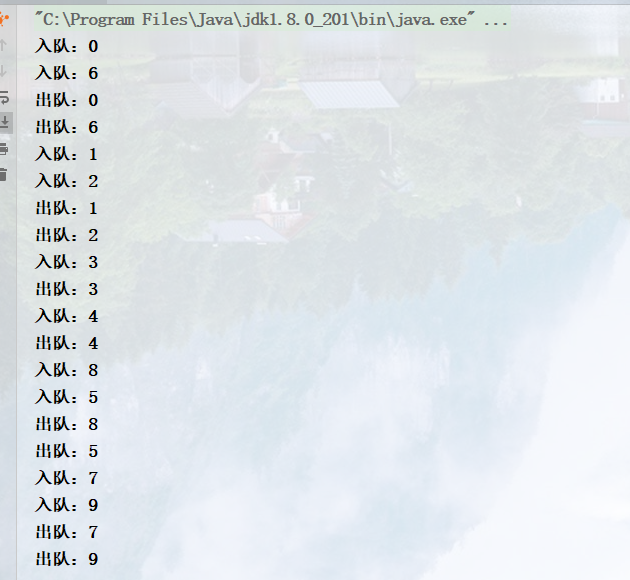 "C:\Program Files\Java\jdk1.8.0_201\bin\java.exe" ...
入队：0
入队：6
出队：0
出队：6
入队：1
入队：2
出队：1
出队：2
入队：3
出队：3
入队：4
出队：4
入队：8
入队：5
出队：8
出队：5
入队：7
入队：9
出队：7
出队：9